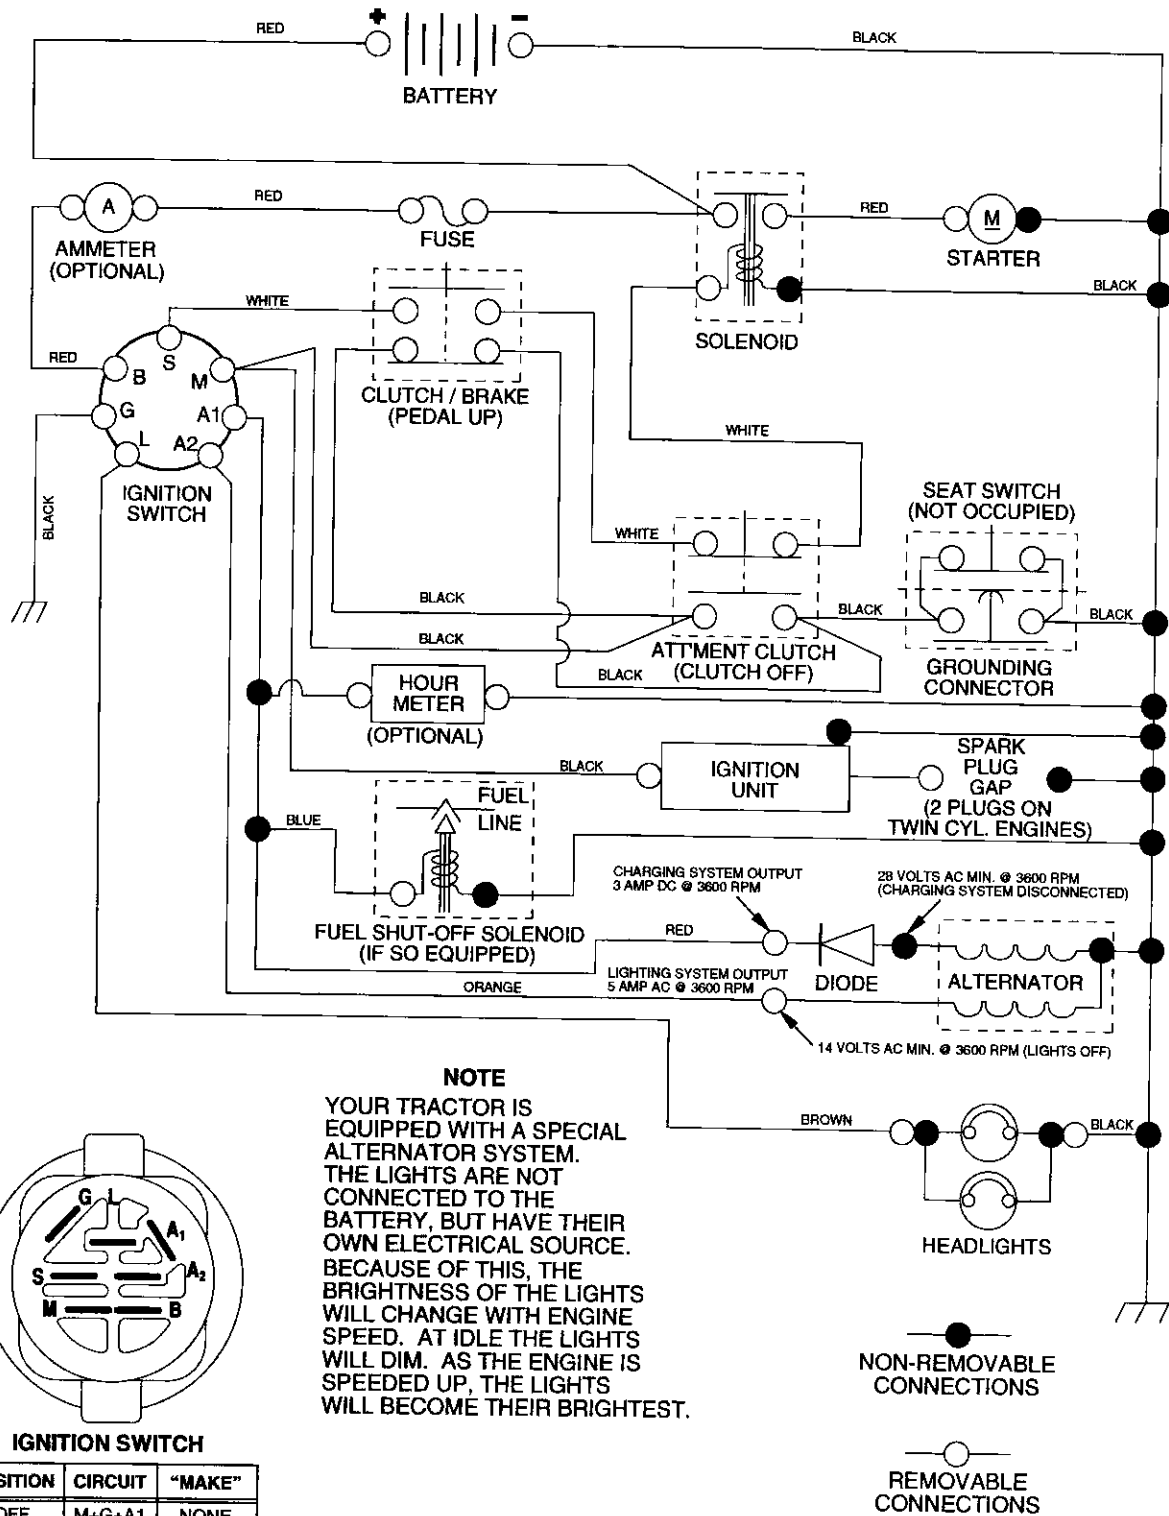 + −
RED
BLACK
BATTERY
A
RED
FUSE
RED
M
AMMETER
(OPTIONAL)
STARTER
WHITE
BLACK
SOLENOID
RED
S
B
M
G
A1
L
A2
CLUTCH / BRAKE
(PEDAL UP)
WHITE
IGNITION
SWITCH
BLACK
SEAT SWITCH
(NOT OCCUPIED)
WHITE
BLACK
BLACK
BLACK
BLACK
ATT'MENT CLUTCH
(CLUTCH OFF)
BLACK
GROUNDING
CONNECTOR
HOUR
METER
(OPTIONAL)
BLACK
IGNITION
UNIT
SPARK
PLUG
GAP
(2 PLUGS ON
TWIN CYL. ENGINES)
BLUE
FUEL
LINE
FUEL SHUT-OFF SOLENOID
(IF SO EQUIPPED)
CHARGING SYSTEM OUTPUT
3 AMP DC @ 3600 RPM
28 VOLTS AC MIN. @ 3600 RPM
(CHARGING SYSTEM DISCONNECTED)
RED
DIODE
ALTERNATOR
LIGHTING SYSTEM OUTPUT
5 AMP AC @ 3600 RPM
ORANGE
14 VOLTS AC MIN. @ 3600 RPM (LIGHTS OFF)
NOTE
YOUR TRACTOR IS
EQUIPPED WITH A SPECIAL
ALTERNATOR SYSTEM.
THE LIGHTS ARE NOT
CONNECTED TO THE
BATTERY, BUT HAVE THEIR
OWN ELECTRICAL SOURCE.
BECAUSE OF THIS, THE
BRIGHTNESS OF THE LIGHTS
WILL CHANGE WITH ENGINE
SPEED. AT IDLE THE LIGHTS
WILL DIM. AS THE ENGINE IS
SPEEDED UP, THE LIGHTS
WILL BECOME THEIR BRIGHTEST.
BROWN
BLACK
HEADLIGHTS
G L
A1
S
A2
M
B
IGNITION SWITCH
SITION CIRCUIT "MAKE"
OFF M+G+A1 NONE
NON-REMOVABLE
CONNECTIONS
REMOVABLE
CONNECTIONS